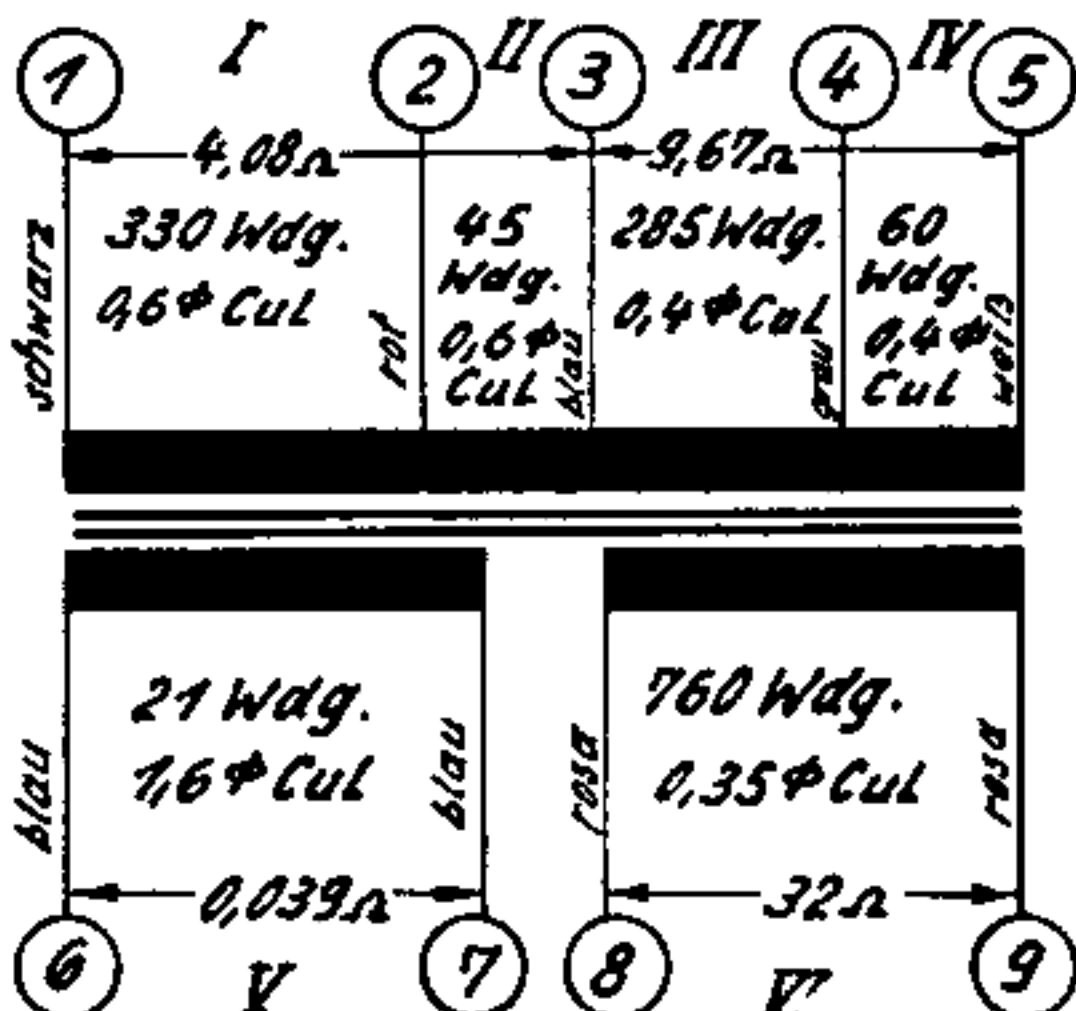 1 I 2 II 3 III 4 IV 5
4,08Ω 9,67Ω
schwarz
330 Wdg.
0,6 ϕ CuL
rot
45
Wdg.
0,6 ϕ
CuL
blau
285 Wdg.
0,4 ϕ CuL
grau
60
Wdg.
0,4 ϕ
CuL
weiß
blau
21 Wdg.
1,6 ϕ CuL
blau
rosa
760 Wdg.
0,35 ϕ CuL
rosa
0,039Ω 32Ω
6 V 7 8 VI 9